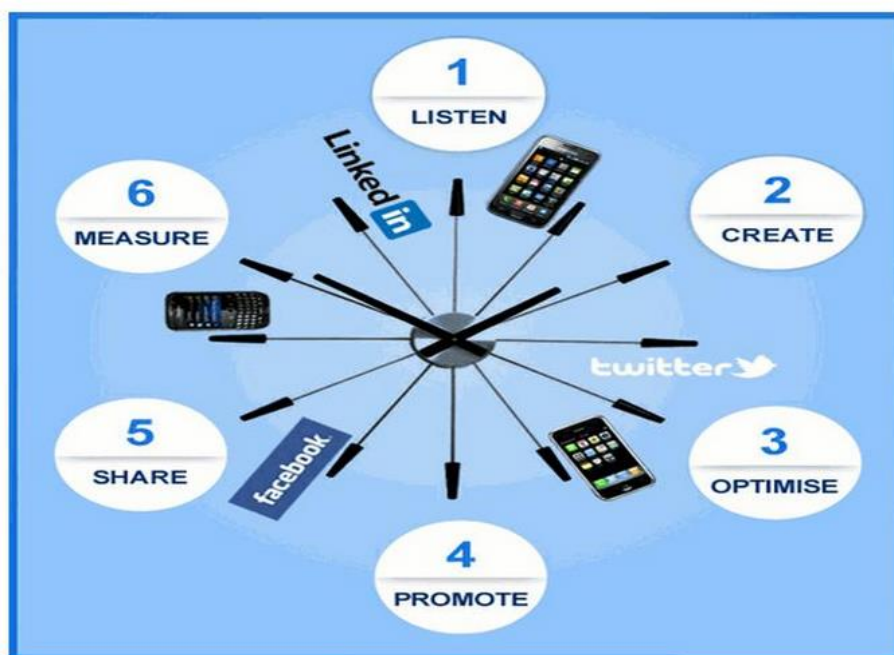 1
LISTEN
Linked in
2
CREATE
twitter
3
OPTIMISE
4
PROMOTE
facebook
5
SHARE
6
MEASURE